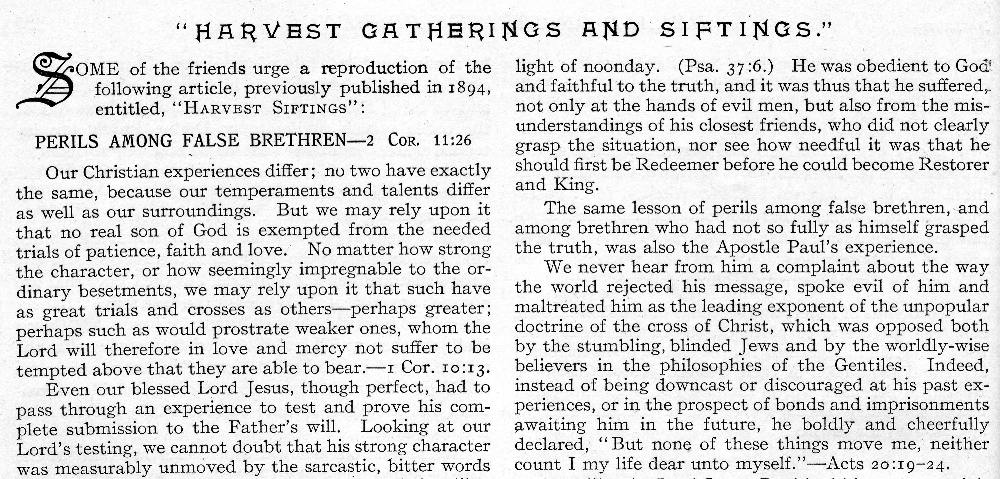 "HARVEST GATHERINGS AND SIFTINGS."
SOME of the friends urge a reproduction of the
following article, previously published in 1894,
entitled, "HARVEST SIFTINGS":
PERILS AMONG FALSE BRETHREN—2 COR. 11:26
Our Christian experiences differ; no two have exactly
the same, because our temperaments and talents differ
as well as our surroundings. But we may rely upon it
that no real son of God is exempted from the needed
trials of patience, faith and love. No matter how strong
the character, or how seemingly impregnable to the or-
dinary besetments, we may rely upon it that such have
as great trials and crosses as others—perhaps greater;
perhaps such as would prostrate weaker ones, whom the
Lord will therefore in love and mercy not suffer to be
tempted above that they are able to bear.—1 Cor. 10:13.
Even our blessed Lord Jesus, though perfect, had to
pass through an experience to test and prove his com-
plete submission to the Father's will. Looking at our
Lord's testing, we cannot doubt that his strong character
was measurably unmoved by the sarcastic, bitter words
light of noonday. (Psa. 37:6.) He was obedient to God
and faithful to the truth, and it was thus that he suffered,
not only at the hands of evil men, but also from the mis-
understandings of his closest friends, who did not clearly
grasp the situation, nor see how needful it was that he
should first be Redeemer before he could become Restorer
and King.
The same lesson of perils among false brethren, and
among brethren who had not so fully as himself grasped
the truth, was also the Apostle Paul's experience.
We never hear from him a complaint about the way
the world rejected his message, spoke evil of him and
maltreated him as the leading exponent of the unpopular
doctrine of the cross of Christ, which was opposed both
by the stumbling, blinded Jews and by the worldly-wise
believers in the philosophies of the Gentiles. Indeed,
instead of being downcast or discouraged at his past ex-
periences, or in the prospect of bonds and imprisonments
awaiting him in the future, he boldly and cheerfully
declared, "But none of these things move me, neither
count I my life dear unto myself."—Acts 20:19–24.